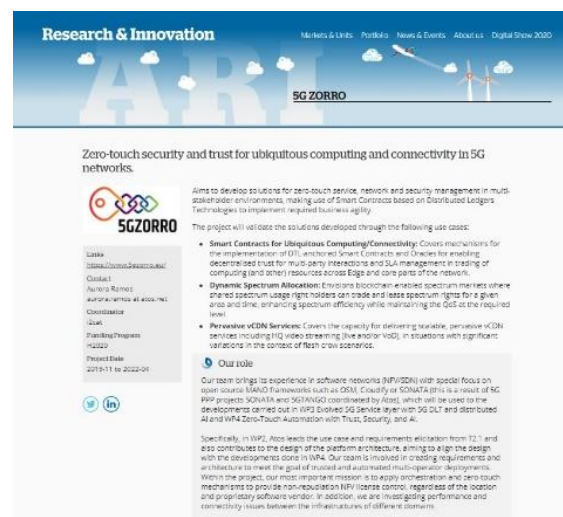 Research & Innovation
Markets & Units Portfolio News & Events About us Digital Show 2020
ARI
5G ZORRO
Zero-touch security and trust for ubiquitous computing and connectivity in 5G
networks.
5GZORRO
Links
https://www.5gzorro.eu/
Contact
Aurora Ramos
aurora.ramos at atos.net
Coordinator
i2cat
Funding Program
H2020
Project Date
2019-11 to 2022-04
Aims to develop solutions for zero-touch service, network and security management in multi-
stakeholder environments, making use of Smart Contracts based on Distributed Ledgers
Technologies to implement required business agility.
The project will validate the solutions developed through the following use cases:
• Smart Contracts for Ubiquitous Computing/Connectivity: Covers mechanisms for
the implementation of DTL-anchored Smart Contracts and Oracles for enabling
decentralised trust for multi-party interactions and SLA management in trading of
computing (and other) resources across Edge and core parts of the network.
• Dynamic Spectrum Allocation: Envisions blockchain enabled spectrum markets where
shared spectrum usage right holders can trade and lease spectrum rights for a given
area and time, enhancing spectrum efficiency while maintaining the QoS at the required
level.
• Pervasive vCDN Services: Covers the capacity for delivering scalable, pervasive vCDN
services including HQ video streaming (live and/or VoD), in situations with significant
variations in the context of flash crow scenarios.
Our role
Our team brings its experience in software networks (NFV/SDN) with special focus on
open source MANO frameworks such as OSM, Cloudify or SONATA (this is a result of 5G
PPP projects SONATA and 5GTANGO coordinated by Atos), which will be used to the
developments carried out in WP3 Evolved 5G Service layer with 5G DLT and distributed
AI and WP4 Zero-Touch Automation with Trust, Security, and AI.
Specifically, in WP2, Atos leads the use case and requirements elicitation from T2.1 and
also contributes to the design of the platform architecture, aiming to align the design
with the developments done in WP4. Our team is involved in creating requirements and
architecture to meet the goal of trusted and automated multi-operator deployments.
Within the project, our most important mission is to apply orchestration and zero-touch
mechanisms to provide non-repudiation NFV license control, regardless of the location
and proprietary software vendor. In addition, we are investigating performance and
connectivity issues between the infrastructures of different domains.